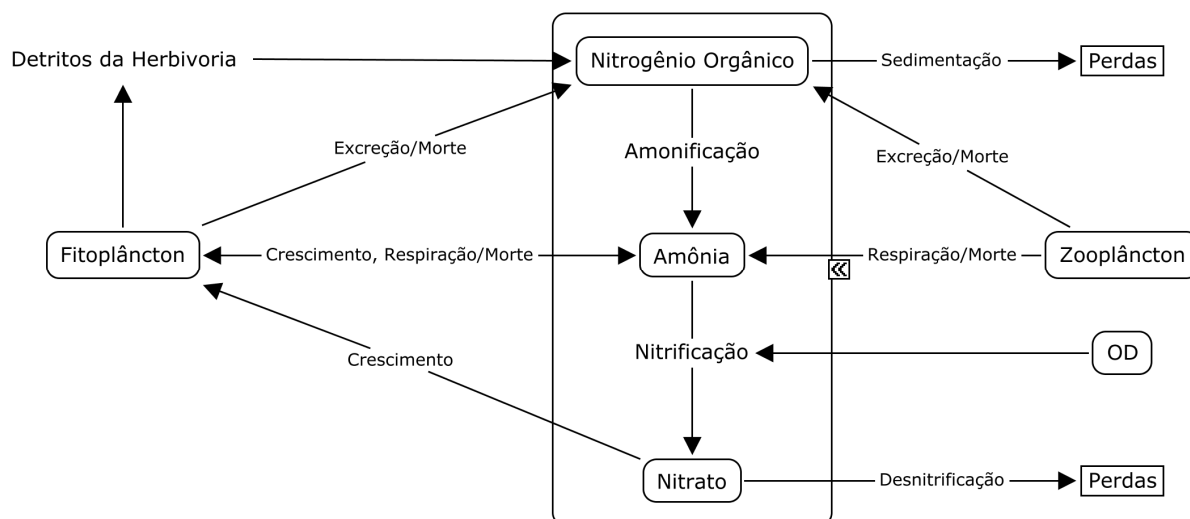 Detritos da Herbivoria
Nitrogênio Orgânico
Sedimentação
Perdas
Excreção/Morte
Amonificação
Excreção/Morte
Fitoplâncton
Crescimento, Respiração/Morte
Amônia
Respiração/Morte
Zooplâncton
Crescimento
Nitrificação
OD
Nitrato
Desnitrificação
Perdas